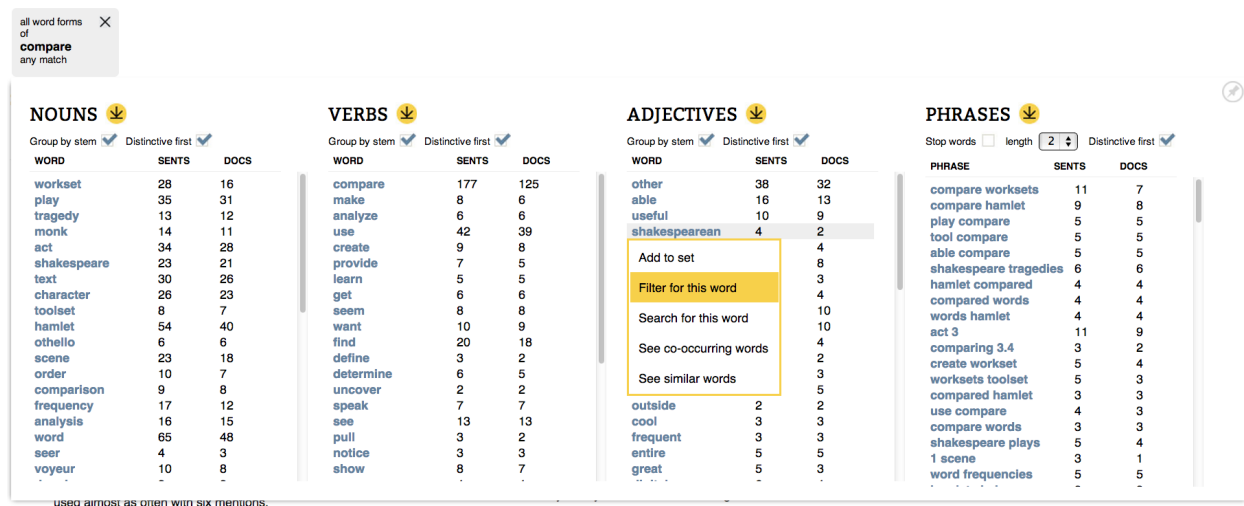 all word forms
of
compare
any match
NOUNS
Group by stem Distinctive first
WORD SENTS DOCS
workset 28 16
play 35 31
tragedy 13 12
monk 14 11
act 34 28
shakespeare 23 21
text 30 26
character 26 23
toolset 8 7
hamlet 54 40
othello 6 6
scene 23 18
order 10 7
comparison 9 8
frequency 17 12
analysis 16 15
word 65 48
seer 4 3
voyeur 10 8
VERBS
Group by stem Distinctive first
WORD SENTS DOCS
compare 177 125
make 8 6
analyze 6 6
use 42 39
create 9 8
provide 7 5
learn 5 5
get 6 6
seem 8 8
want 10 9
find 20 18
define 3 2
determine 6 5
uncover 2 2
speak 7 7
see 13 13
pull 3 2
notice 3 3
show 8 7
ADJECTIVES
Group by stem Distinctive first
WORD SENTS DOCS
other 38 32
able 16 13
useful 10 9
shakespearean 4 2
4
Add to set
8
3
Filter for this word
4
10
Search for this word
10
4
See co-occurring words
2
3
See similar words
5
outside 2 2
cool 3 3
frequent 3 3
entire 5 5
great 5 3
PHRASES
Stop words length 2 Distinctive first
PHRASE SENTS DOCS
compare worksets 11 7
compare hamlet 9 8
play compare 5 5
tool compare 5 5
able compare 5 5
shakespeare tragedies 6 6
hamlet compared 4 4
compared words 4 4
words hamlet 4 4
act 3 11 9
comparing 3.4 3 2
create workset 5 4
worksets toolset 5 3
compared hamlet 3 3
use compare 4 3
compare words 3 3
shakespeare plays 5 4
1 scene 3 1
word frequencies 5 5
used almost as often with six mentions.